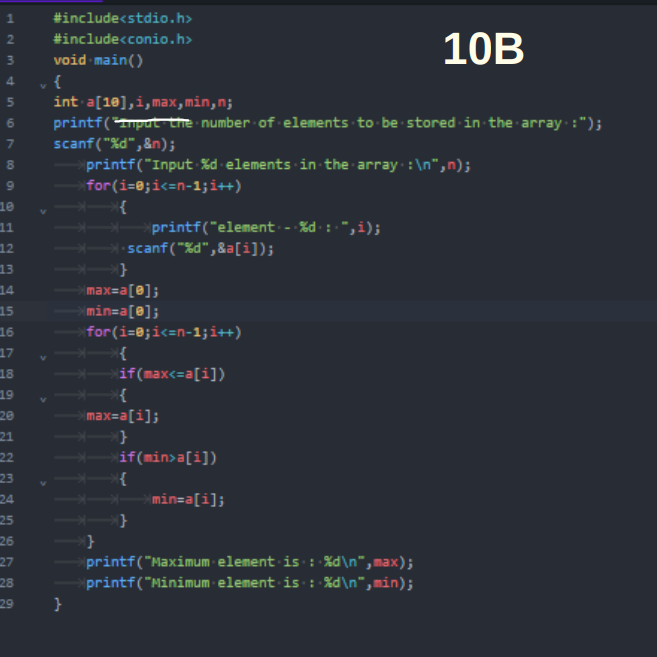 10B
1 #include<stdio.h>
2 #include<conio.h>
3 void main()
4 {
5 int a[10],i,max,min,n;
6 printf("Input the number of elements to be stored in the array :");
7 scanf("%d",&n);
8 printf("Input %d elements in the array :\n",n);
9 for(i=0;i<=n-1;i++)
10 {
11 printf("element - %d : ",i);
12 scanf("%d",&a[i]);
13 }
14 max=a[0];
15 min=a[0];
16 for(i=0;i<=n-1;i++)
17 {
18 if(max<=a[i])
19 {
20 max=a[i];
21 }
22 if(min>a[i])
23 {
24 min=a[i];
25 }
26 }
27 printf("Maximum element is : %d\n",max);
28 printf("Minimum element is : %d\n",min);
29 }